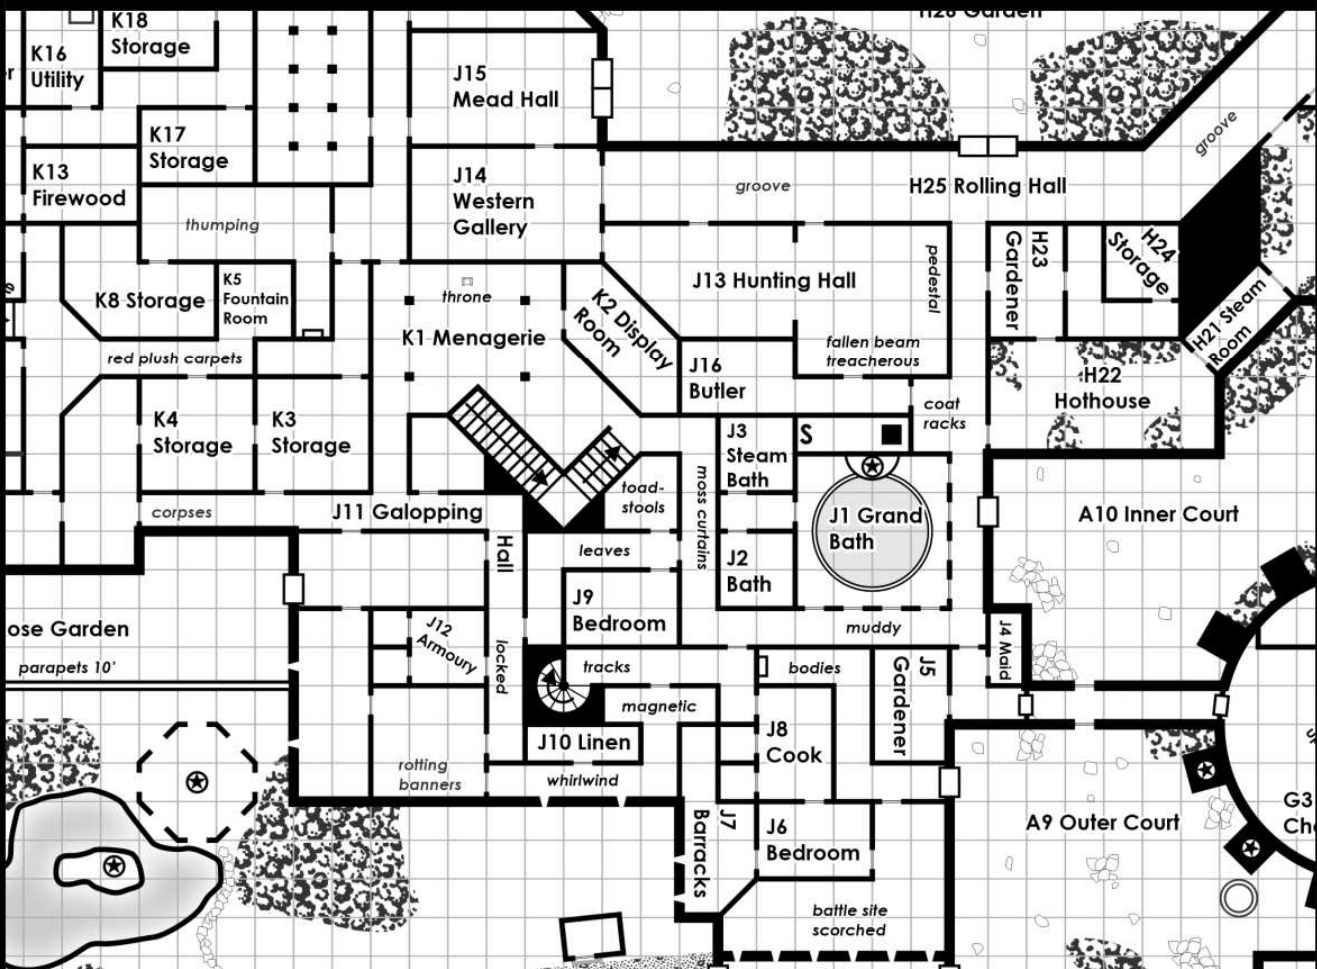 H26 Garden
K18
Storage
K16
Utility
J15
Mead Hall
K17
Storage
K13
Firewood
J14
Western
Gallery
groove
H25 Rolling Hall
groove
thumping
K8 Storage
K5
Fountain
Room
throne
K1 Menagerie
K2 Display
Room
J13 Hunting Hall
pedestal
fallen beam
treacherous
H23
Gardener
H24
Storage
H21 Steam
Room
red plush carpets
J16
Butler
coat
racks
H22
Hothouse
K4
Storage
K3
Storage
J3
Steam
Bath
S
toad-
stools
moss curtains
corpses
J11 Galopping
Hall
J1 Grand
Bath
A10 Inner Court
leaves
J2
Bath
J9
Bedroom
J12
Armoury
locked
muddy
J4 Maid
ose Garden
parapets 10'
tracks
bodies
J5
Gardener
magnetic
J8
Cook
J10 Linen
rotting
banners
whirlwind
J7
Barracks
J6
Bedroom
A9 Outer Court
G3
battle site
scorched